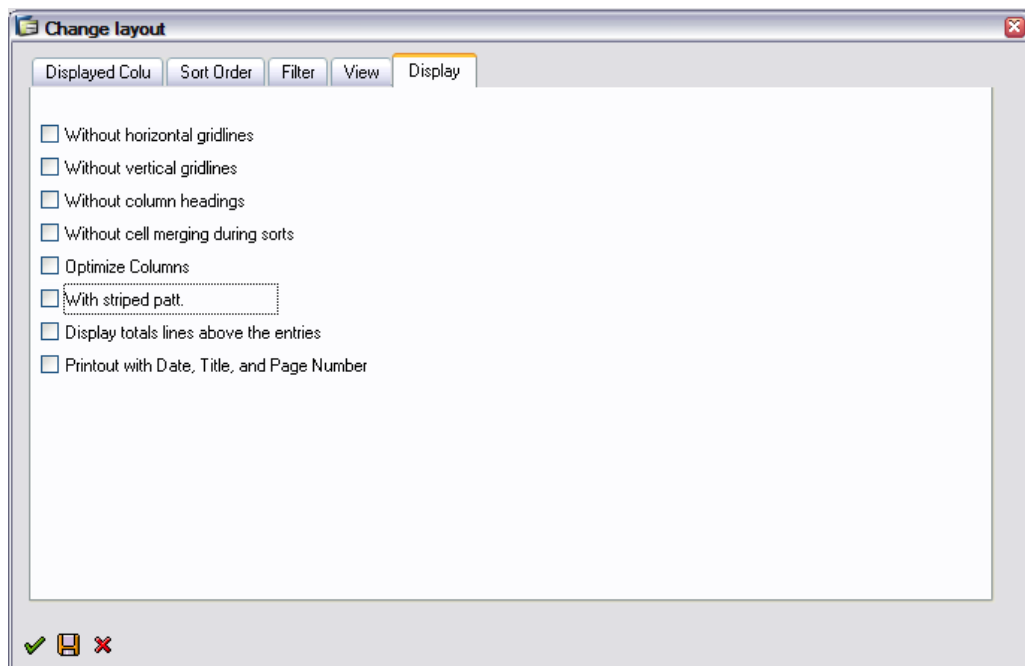 Change layout
Displayed Colu Sort Order Filter View Display
Without horizontal gridlines
Without vertical gridlines
Without column headings
Without cell merging during sorts
Optimize Columns
With striped patt.
Display totals lines above the entries
Printout with Date, Title, and Page Number